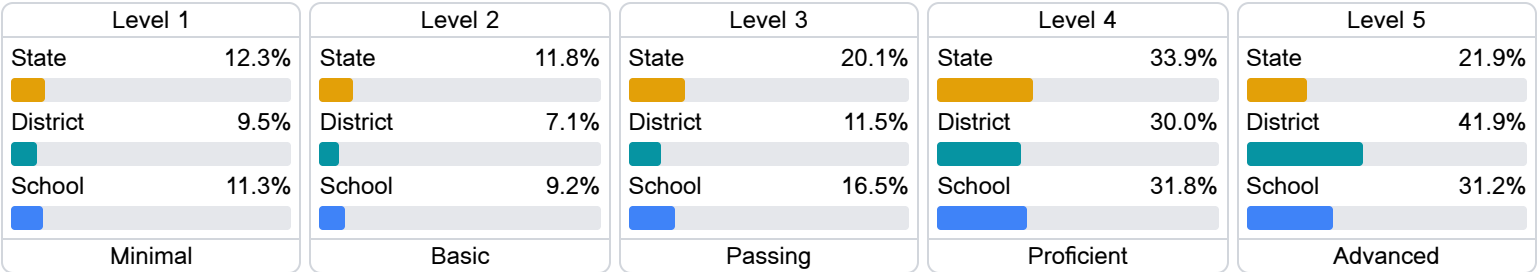 Level 1
State 12.3%
District 9.5%
School 11.3%
Minimal
Level 2
State 11.8%
District 7.1%
School 9.2%
Basic
Level 3
State 20.1%
District 11.5%
School 16.5%
Passing
Level 4
State 33.9%
District 30.0%
School 31.8%
Proficient
Level 5
State 21.9%
District 41.9%
School 31.2%
Advanced